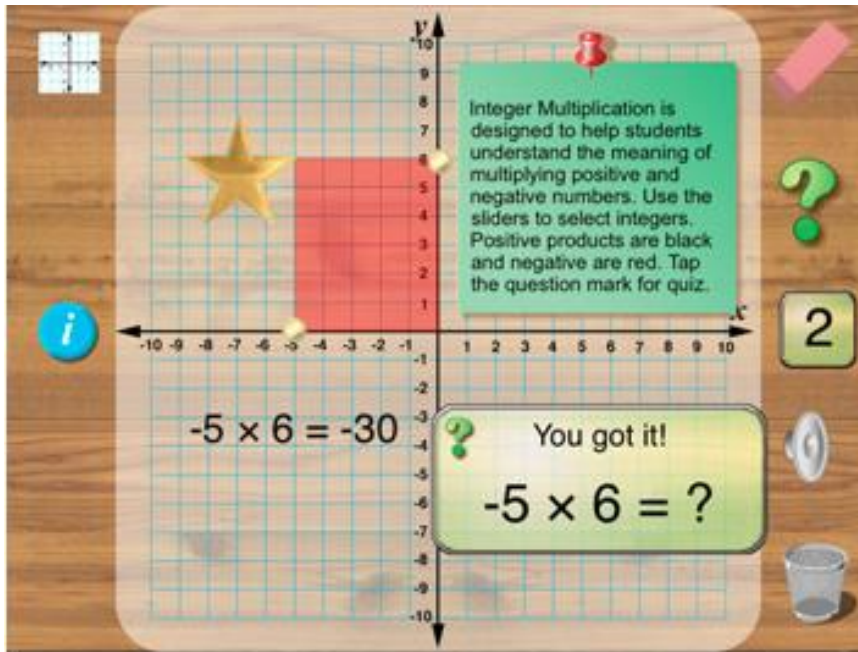 y
10
9
8
7
6
5
4
3
2
1
Integer Multiplication is
designed to help students
understand the meaning of
multiplying positive and
negative numbers. Use the
sliders to select integers.
Positive products are black
and negative are red. Tap
the question mark for quiz.
?
i
x
2
-10 -9 -8 -7 -6 -5 -4 -3 -2 -1 1 2 3 4 5 6 7 8 9 10
-1
-2
-3
-4
-5
-6
-7
-8
-9
-10
-5 × 6 = -30
? You got it!
-5 × 6 = ?